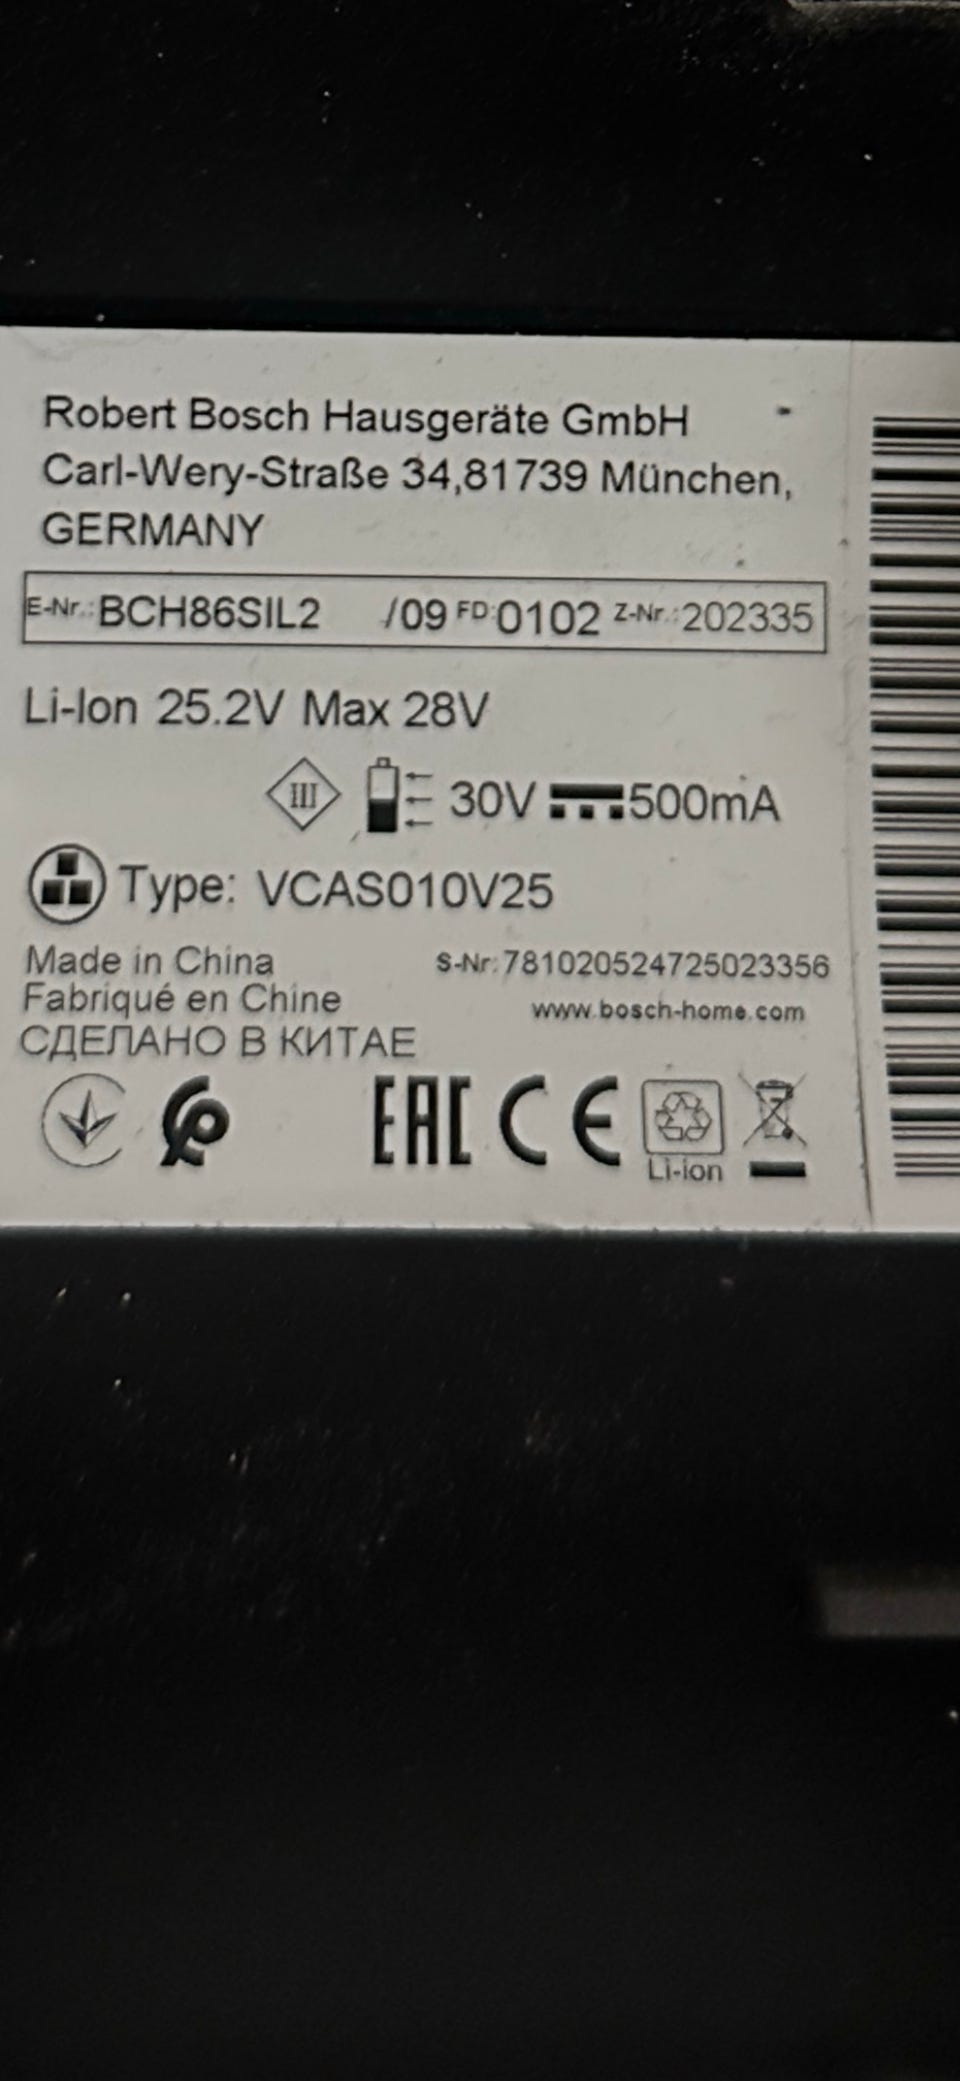 Robert Bosch Hausgeräte GmbH
Carl-Wery-Straße 34,81739 München,
GERMANY
E-Nr.:BCH86SIL2 /09 FD:0102 Z-Nr.:202335
Li-Ion 25.2V Max 28V
III 30V 500mA
Type: VCAS010V25
Made in China
Fabriqué en Chine
СДЕЛАНО В КИТАЕ
S-Nr:781020524725023356
www.bosch-home.com
EAC CE
Li-ion